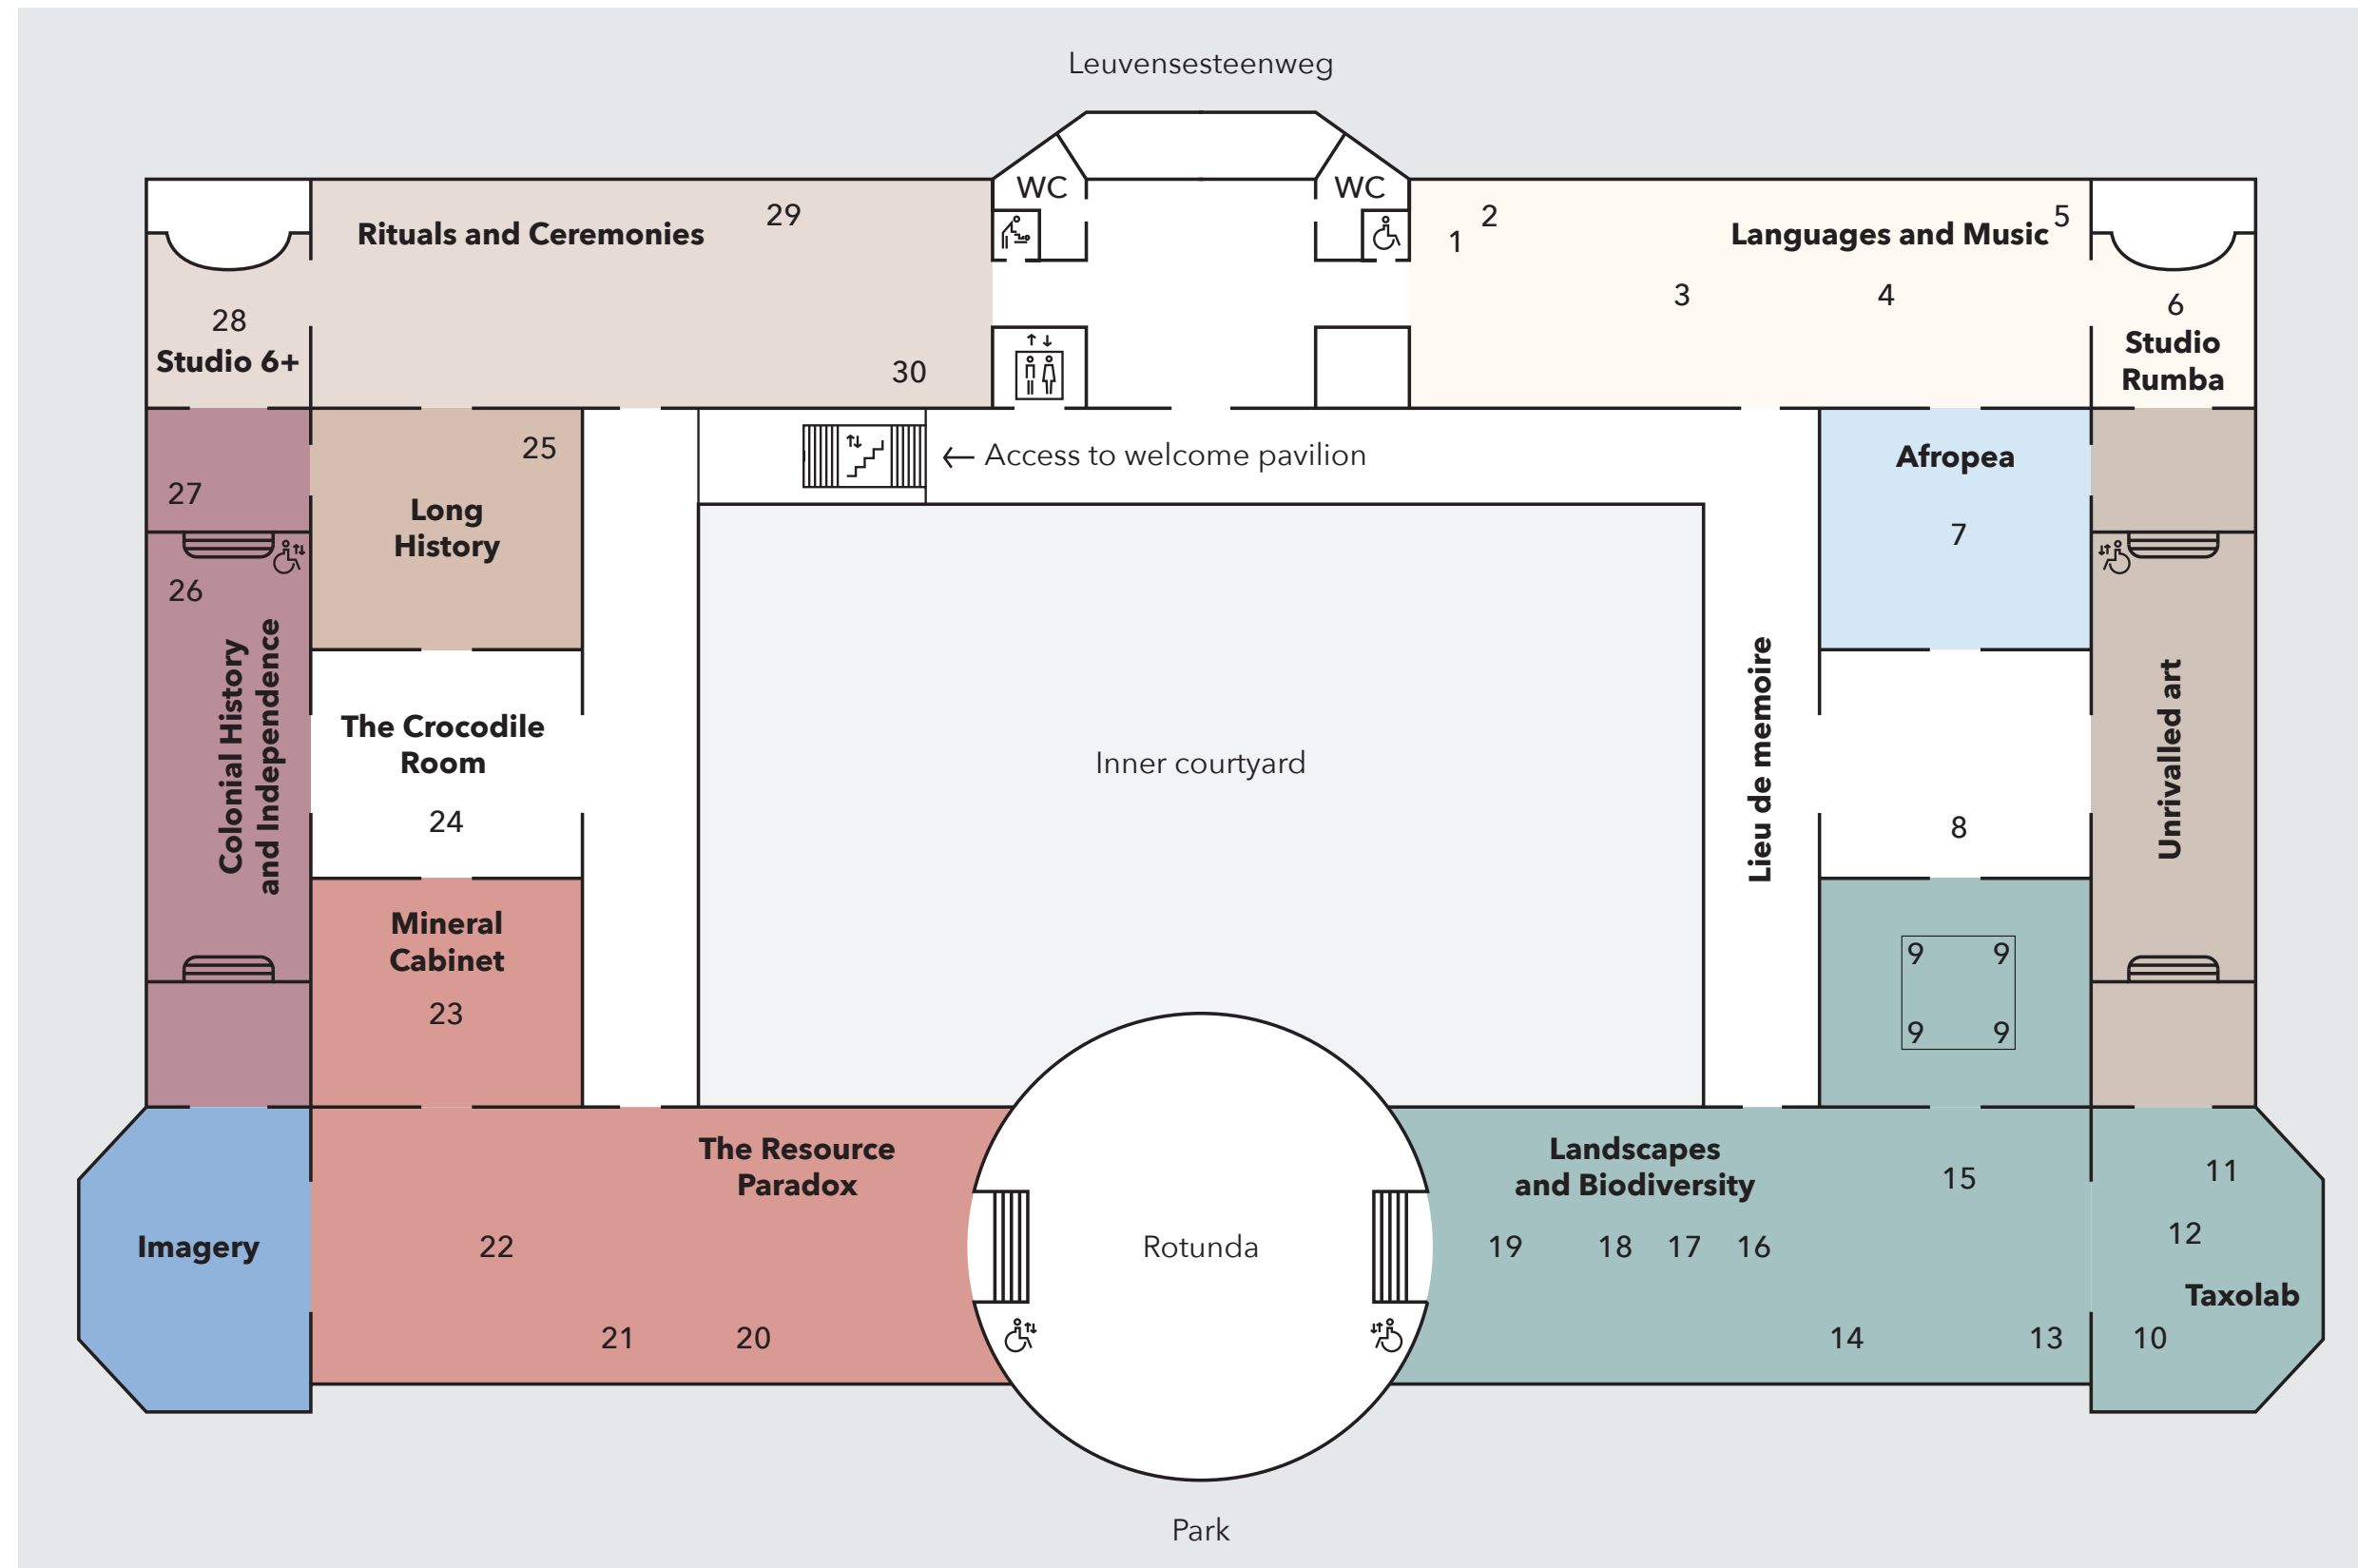 Leuvensesteenweg
WC
WC
Rituals and Ceremonies
29
28
Studio 6+
30
1
2
Languages and Music
5
3
4
6
Studio
Rumba
← Access to welcome pavilion
27
25
Long
History
26
Colonial History
and Independence
The Crocodile
Room
24
Mineral
Cabinet
23
Inner courtyard
Lieu de memoire
Afropea
7
8
Unrivalled art
9
9
9
9
Imagery
The Resource
Paradox
22
21
20
Rotunda
Landscapes
and Biodiversity
15
19
18
17
16
14
13
11
12
Taxolab
10
Park